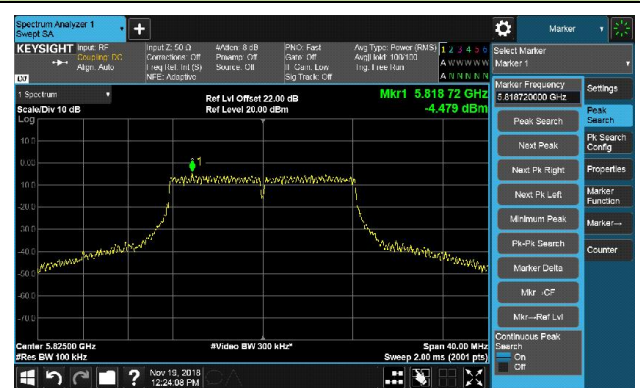 Spectrum Analyzer 1
Swept SA
Marker
KEYSIGHT
Input: RF
Coupling: DC
Align: Auto
Input Z: 50 Ω
Corrections: Off
Freq Ref: Int (S)
NFE: Adaptive
#Atten: 8 dB
Preamp: Off
Source: Off
PNO: Fast
Gate: Off
IF Gain: Low
Sig Track: Off
Avg Type: Power (RMS)
Avg|Hold: 100/100
Trig: Free Run
1 2 3 4 5 6
A W W W W W
A N N N N N
Select Marker
Marker 1
1 Spectrum
Scale/Div 10 dB
Log
Ref Lvl Offset 22.00 dB
Ref Level 20.00 dBm
Mkr1 5.818 72 GHz
-4.479 dBm
10.0
0.00
-10.0
-20.0
-30.0
-40.0
-50.0
-60.0
-70.0
1
Center 5.82500 GHz
#Res BW 100 kHz
#Video BW 300 kHz*
Span 40.00 MHz
Sweep 2.00 ms (2001 pts)
Marker Frequency
5.818720000 GHz
Peak Search
Next Peak
Next Pk Right
Next Pk Left
Minimum Peak
Pk-Pk Search
Marker Delta
Mkr→CF
Mkr→Ref Lvl
Continuous Peak
Search
On
Off
Settings
Peak
Search
Pk Search
Config
Properties
Marker
Function
Marker→
Counter
?
Nov 19, 2018
12:24:08 PM